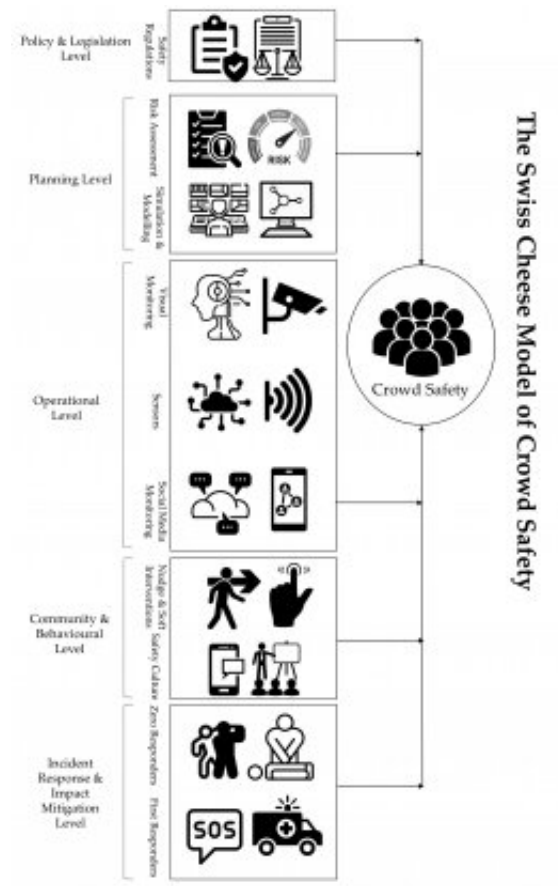 Policy & Legislation
Level
Safety
Regulations
Planning Level
Risk Assessment
RISK
Simulation &
Modelling
Operational
Level
Visual
Monitoring
Sensors
Social Media
Monitoring
Community &
Behavioural
Level
Nudge & Soft
Interventions
Safety Culture
Incident
Response &
Impact
Mitigation
Level
Zero Responders
First Responders
SOS
Crowd Safety
The Swiss Cheese Model of Crowd Safety